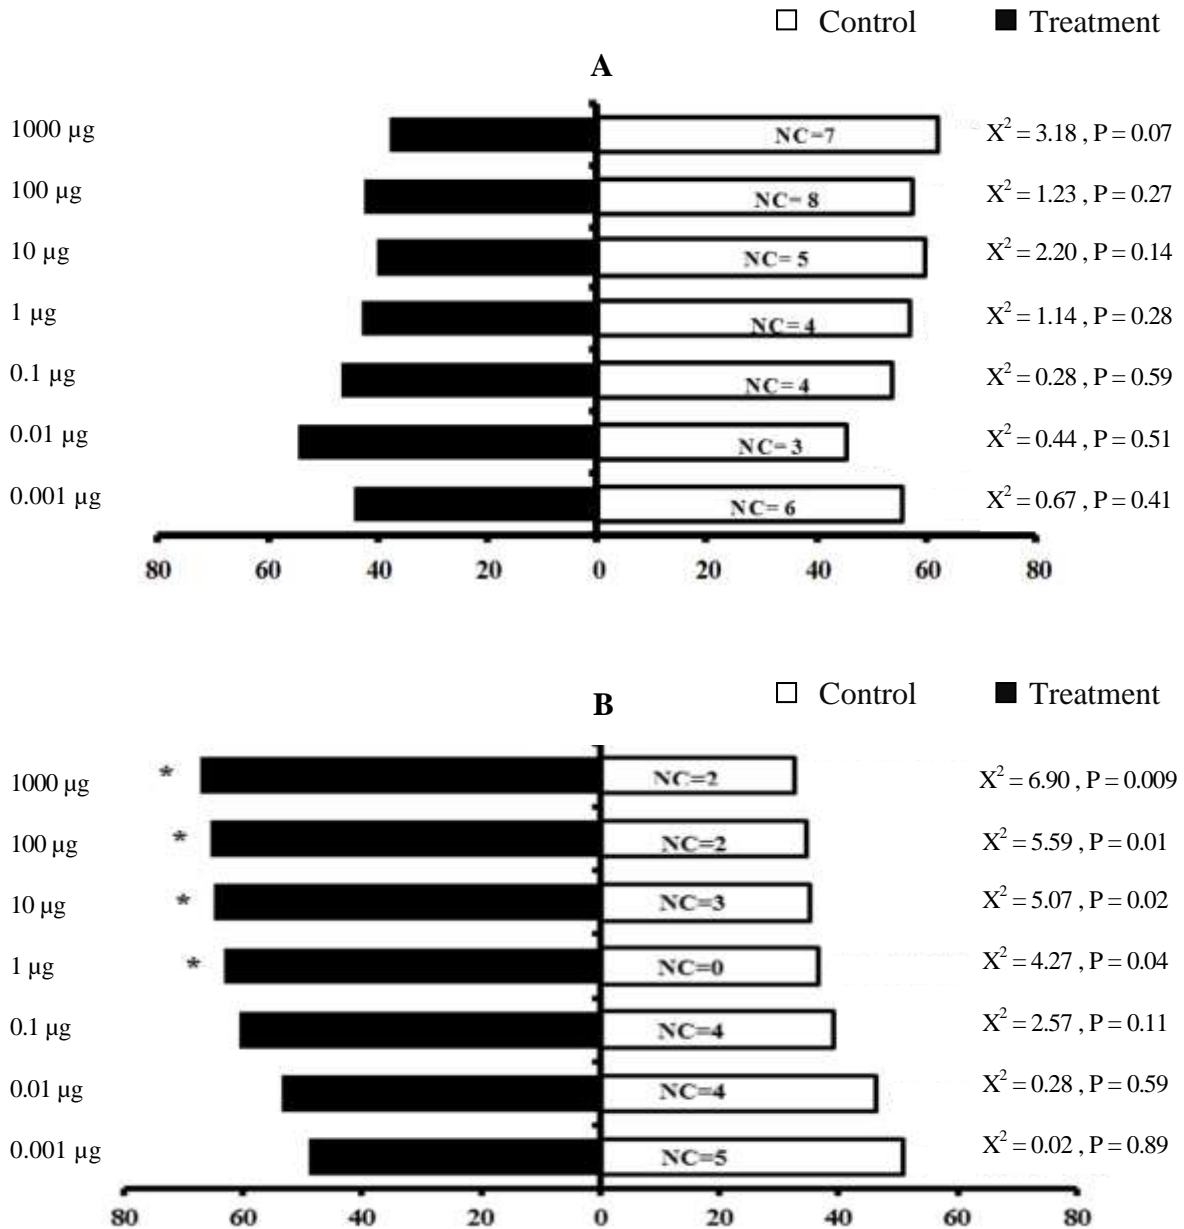 Control Treatment
A
1000 µg NC=7 X² = 3.18 , P = 0.07
100 µg NC= 8 X² = 1.23 , P = 0.27
10 µg NC= 5 X² = 2.20 , P = 0.14
1 µg NC= 4 X² = 1.14 , P = 0.28
0.1 µg NC= 4 X² = 0.28 , P = 0.59
0.01 µg NC= 3 X² = 0.44 , P = 0.51
0.001 µg NC= 6 X² = 0.67 , P = 0.41
80 60 40 20 0 20 40 60 80
Control Treatment
B
1000 µg * NC=2 X² = 6.90 , P = 0.009
100 µg * NC=2 X² = 5.59 , P = 0.01
10 µg * NC=3 X² = 5.07 , P = 0.02
1 µg * NC=0 X² = 4.27 , P = 0.04
0.1 µg NC=4 X² = 2.57 , P = 0.11
0.01 µg NC=4 X² = 0.28 , P = 0.59
0.001 µg NC=5 X² = 0.02 , P = 0.89
80 60 40 20 0 20 40 60 80